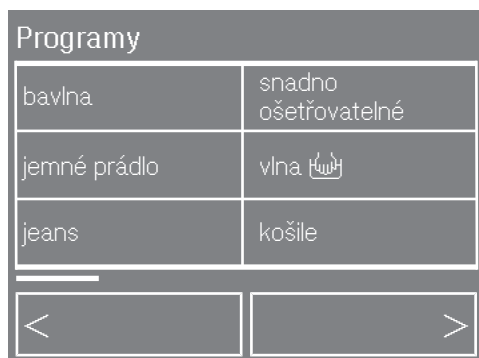 Programy
bavlna
snadno
ošetřovatelné
jemné prádlo
vlna
jeans
košile
< >